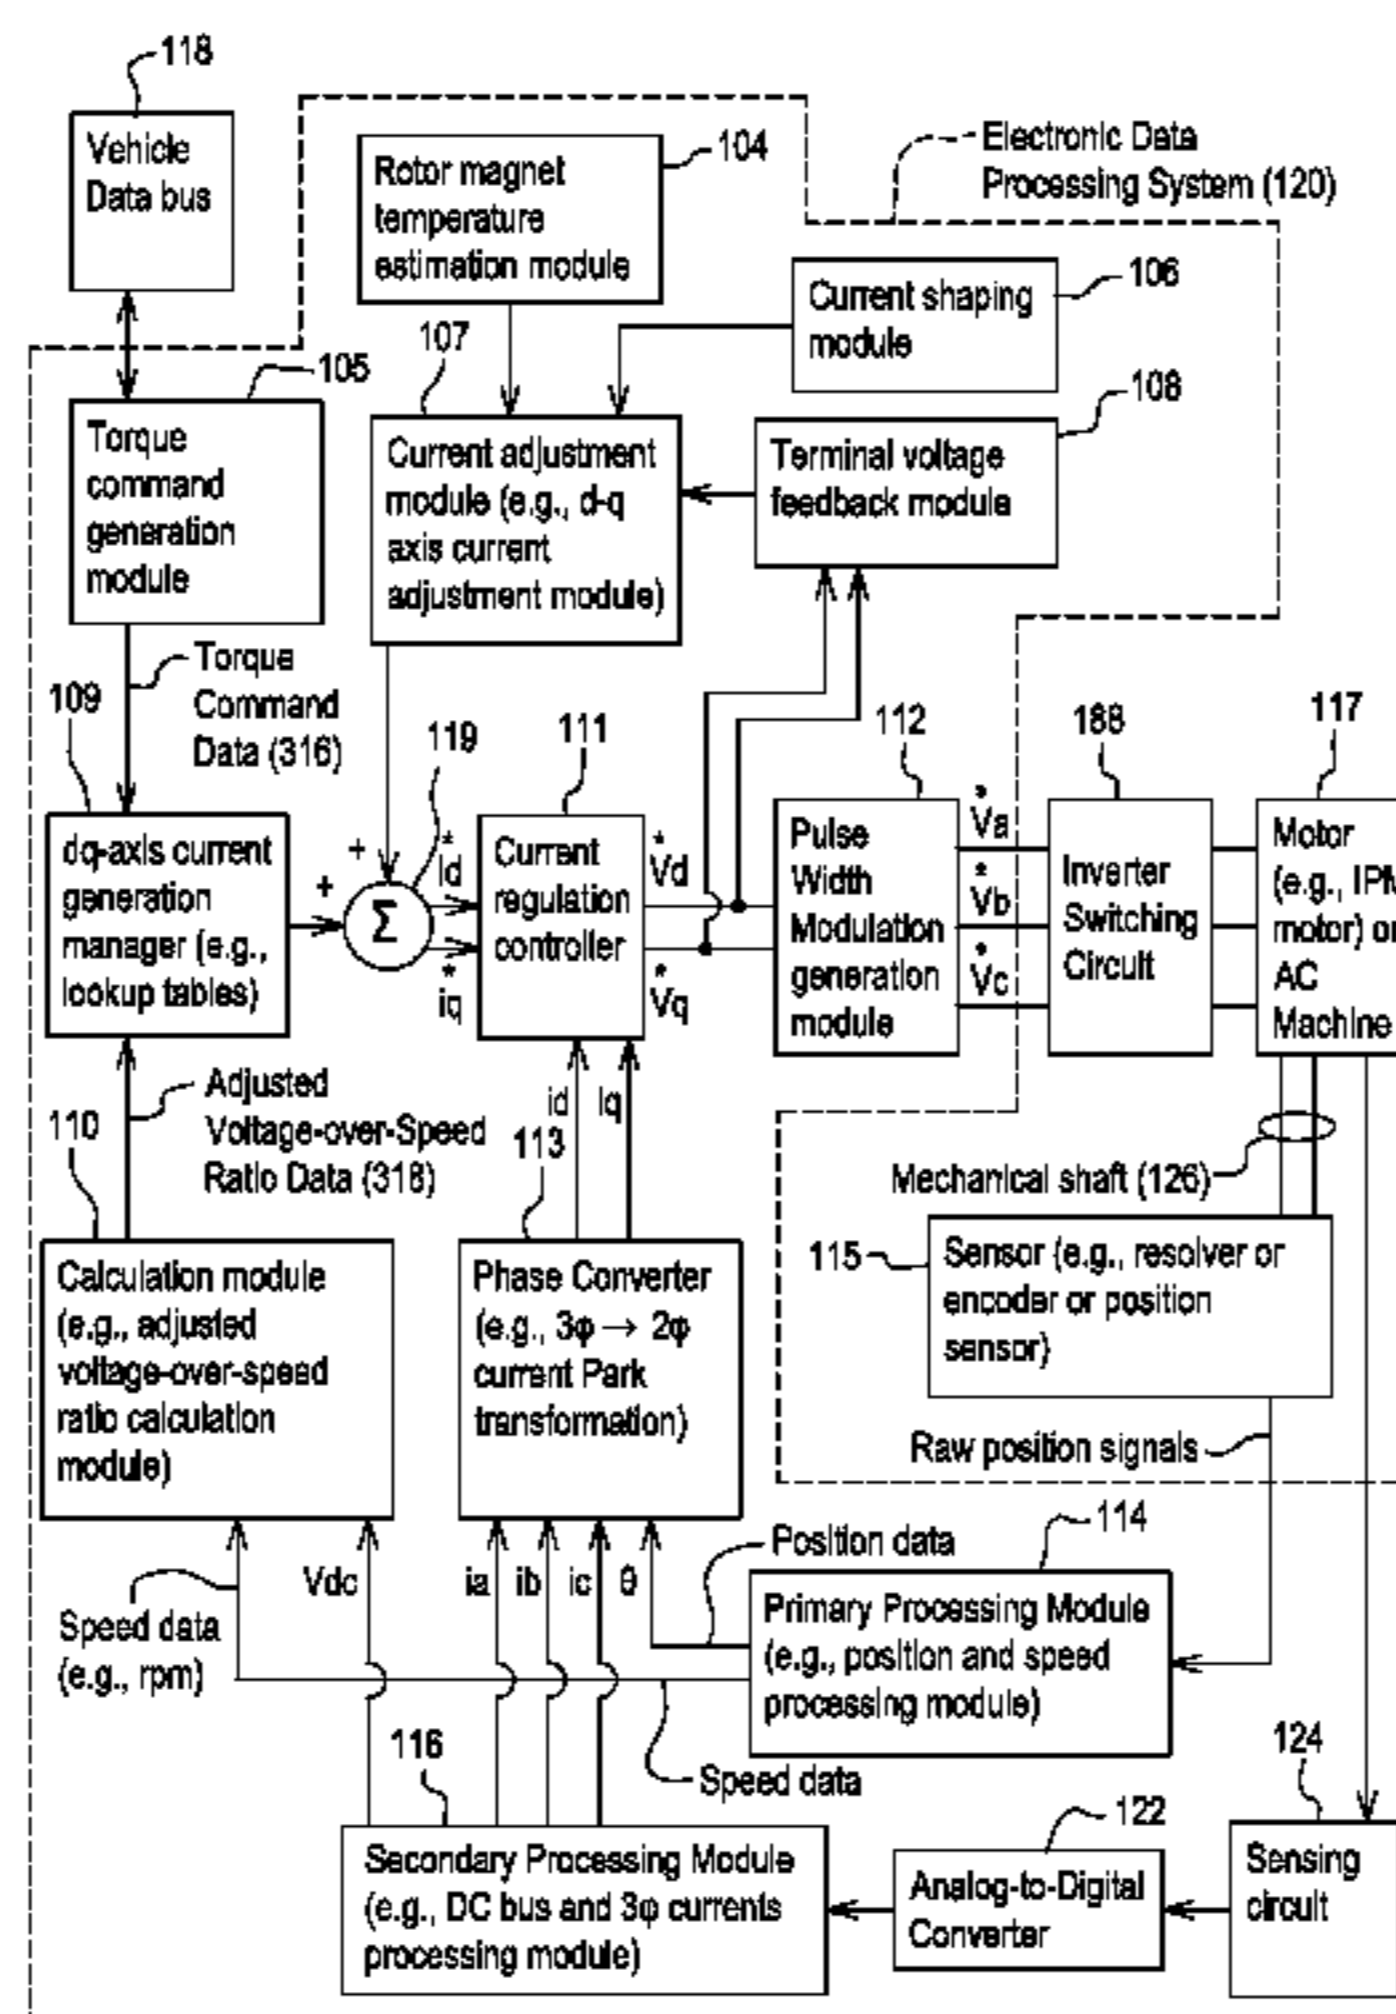 118
Vehicle
Data bus
Electronic Data
Processing System (120)
104
Rotor magnet
temperature
estimation module
106
Current shaping
module
107
105
108
Torque
command
generation
module
Current adjustment
module (e.g., d-q
axis current
adjustment module)
Terminal voltage
feedback module
Torque
Command
Data (316)
109
119
111
112
188
117
dq-axis current
generation
manager (e.g.,
lookup tables)
+
+
Σ
id*
iq*
Current
regulation
controller
Vd*
Vq*
Pulse
Width
Modulation
generation
module
Va*
Vb*
Vc*
Inverter
Switching
Circuit
Motor
(e.g., IPM
motor) or
AC
Machine
Adjusted
Voltage-over-Speed
Ratio Data (318)
110
id
iq
113
Mechanical shaft (126)
Calculation module
(e.g., adjusted
voltage-over-speed
ratio calculation
module)
Phase Converter
(e.g., 3φ → 2φ
current Park
transformation)
115
Sensor (e.g., resolver or
encoder or position
sensor)
Raw position signals
114
Position data
Vdc
ia
ib
ic
θ
Speed data
(e.g., rpm)
Primary Processing Module
(e.g., position and speed
processing module)
116
Speed data
122
124
Secondary Processing Module
(e.g., DC bus and 3φ currents
processing module)
Analog-to-Digital
Converter
Sensing
circuit